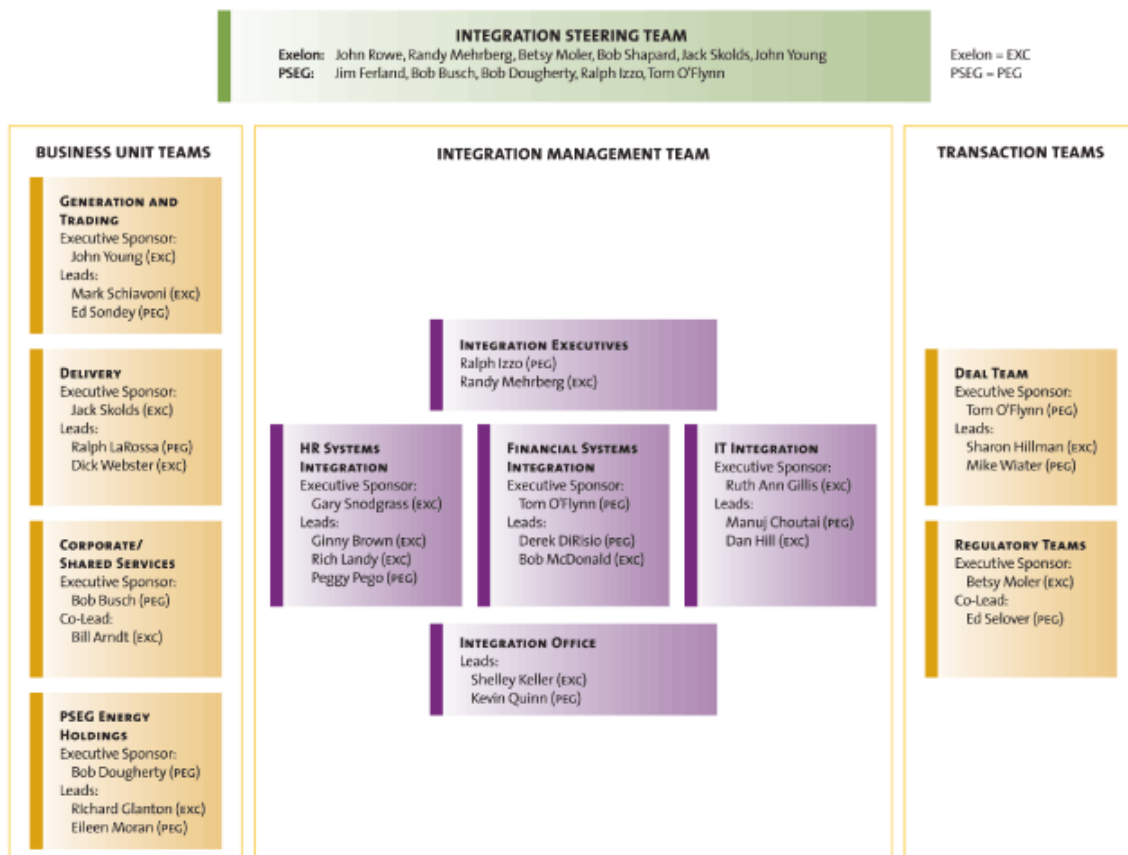 INTEGRATION STEERING TEAM
Exelon: John Rowe, Randy Mehrberg, Betsy Moler, Bob Shapard, Jack Skolds, John Young
PSEG: Jim Ferland, Bob Busch, Bob Dougherty, Ralph Izzo, Tom O'Flynn
Exelon = EXC
PSEG = PEG
BUSINESS UNIT TEAMS
GENERATION AND
TRADING
Executive Sponsor:
John Young (EXC)
Leads:
Mark Schiavoni (EXC)
Ed Sondey (PEG)
DELIVERY
Executive Sponsor:
Jack Skolds (EXC)
Leads:
Ralph LaRossa (PEG)
Dick Webster (EXC)
CORPORATE/
SHARED SERVICES
Executive Sponsor:
Bob Busch (PEG)
Co-Lead:
Bill Arndt (EXC)
PSEG ENERGY
HOLDINGS
Executive Sponsor:
Bob Dougherty (PEG)
Leads:
Richard Glanton (EXC)
Eileen Moran (PEG)
INTEGRATION MANAGEMENT TEAM
INTEGRATION EXECUTIVES
Ralph Izzo (PEG)
Randy Mehrberg (EXC)
HR SYSTEMS
INTEGRATION
Executive Sponsor:
Gary Snodgrass (EXC)
Leads:
Ginny Brown (EXC)
Rich Landy (EXC)
Peggy Pego (PEG)
FINANCIAL SYSTEMS
INTEGRATION
Executive Sponsor:
Tom O'Flynn (PEG)
Leads:
Derek DiRisio (PEG)
Bob McDonald (EXC)
IT INTEGRATION
Executive Sponsor:
Ruth Ann Gillis (EXC)
Leads:
Manuj Choutai (PEG)
Dan Hill (EXC)
INTEGRATION OFFICE
Leads:
Shelley Keller (EXC)
Kevin Quinn (PEG)
TRANSACTION TEAMS
DEAL TEAM
Executive Sponsor:
Tom O'Flynn (PEG)
Leads:
Sharon Hillman (EXC)
Mike Wiater (PEG)
REGULATORY TEAMS
Executive Sponsor:
Betsy Moler (EXC)
Co-Lead:
Ed Selover (PEG)